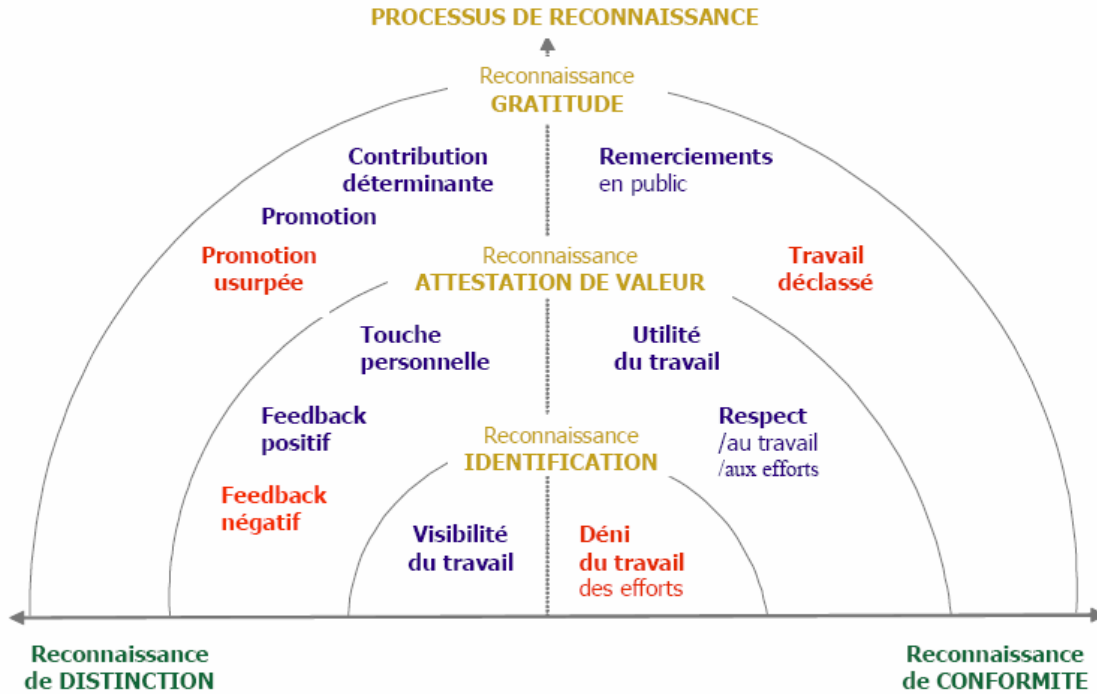 PROCESSUS DE RECONNAISSANCE
Reconnaissance
GRATITUDE
Contribution
déterminante
Remerciements
en public
Promotion
Promotion
usurpée
Reconnaissance
ATTESTATION DE VALEUR
Travail
déclassé
Touche
personnelle
Utilité
du travail
Feedback
positif
Respect
/au travail
/aux efforts
Reconnaissance
IDENTIFICATION
Feedback
négatif
Visibilité
du travail
Déni
du travail
des efforts
Reconnaissance
de DISTINCTION
Reconnaissance
de CONFORMITE